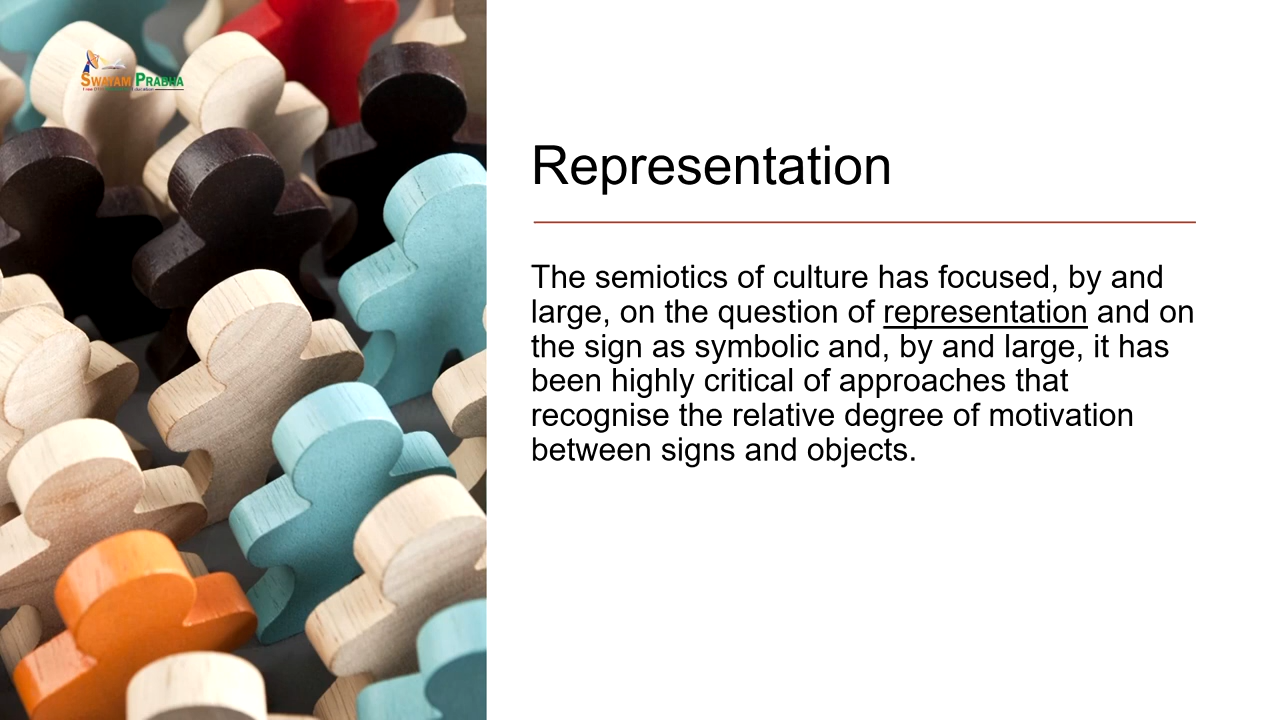 SWAYAM PRABHA
Representation
The semiotics of culture has focused, by and
large, on the question of representation and on
the sign as symbolic and, by and large, it has
been highly critical of approaches that
recognise the relative degree of motivation
between signs and objects.